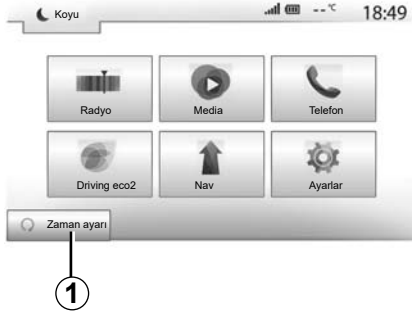 Koyu
--°C
18:49
Radyo
Media
Telefon
Driving eco2
Nav
Ayarlar
Zaman ayarı
1